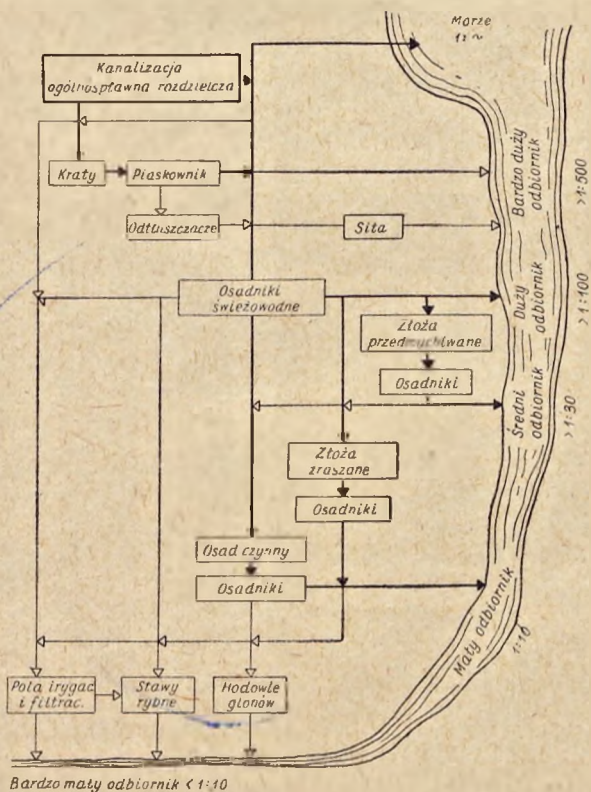 Morze
1:∞
Kanalizacja
ogólnospławna rozdzielcza
Kraty
Piaskownik
Odtłuszczacze
Sita
Bardzo duży
odbiornik
>1:500
Osadniki
świeżowodne
Duży
odbiornik
>1:100
Złoża
przedmuchiwane
Osadniki
Średni
odbiornik
>1:30
Złoża
zraszane
Osadniki
Osad czynny
Osadniki
Mały odbiornik
1:10
Pola irygac
i filtrac.
Stawy
rybne
Hodowle
glonów
Bardzo mały odbiornik < 1:10